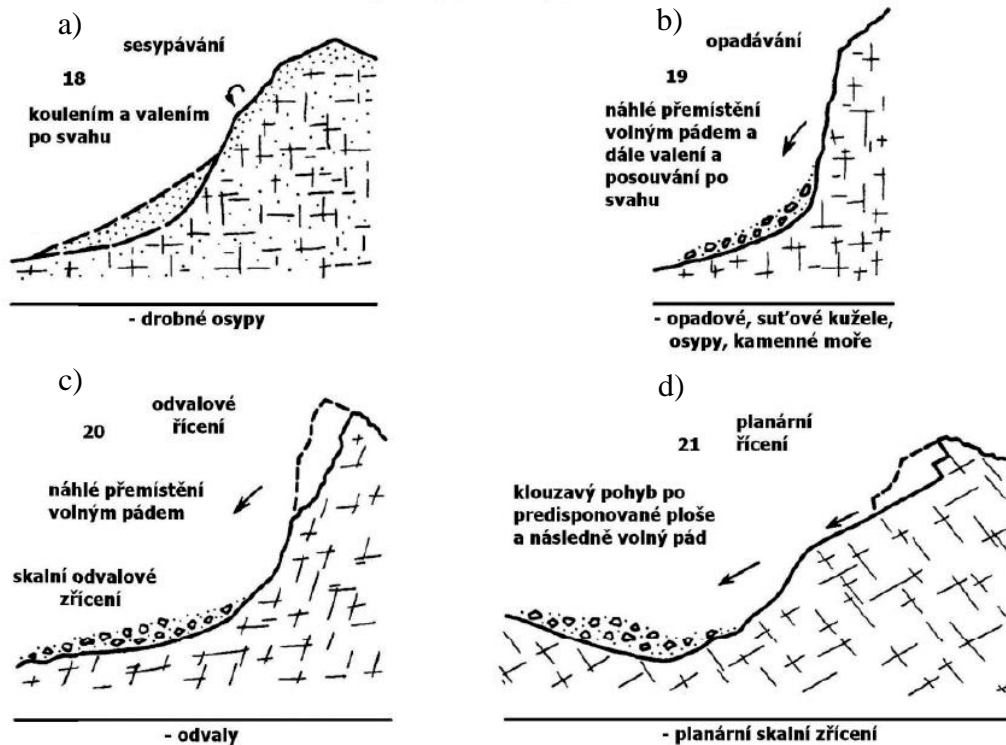 a)
sesypávání
18
koulením a valením
po svahu
- drobné osypy
b)
opadávání
19
náhlé přemístění
volným pádem a
dále valení a
posouvání po
svahu
- opadové, suťové kužele,
osypy, kamenné moře
c)
odvalové
řícení
20
náhlé přemístění
volným pádem
skalní odvalové
zřícení
- odvaly
d)
planární
řícení
21
klouzavý pohyb po
predisponované ploše
a následně volný pád
- planární skalní zřícení